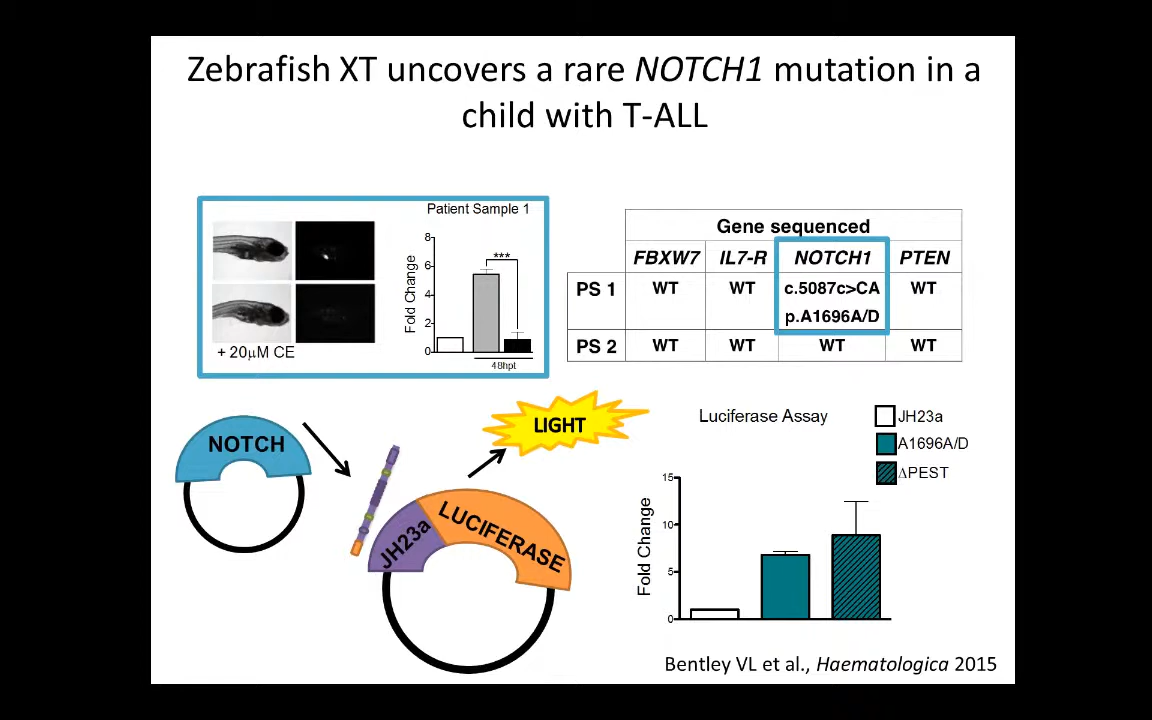 Zebrafish XT uncovers a rare NOTCH1 mutation in a
child with T-ALL
Patient Sample 1
8
6
4
2
0
Fold Change
***
48hpt
+ 20µM CE
Gene sequenced
FBXW7 IL7-R NOTCH1 PTEN
PS 1 WT WT c.5087c>CA WT
p.A1696A/D
PS 2 WT WT WT WT
NOTCH
JH23a
LUCIFERASE
LIGHT
Luciferase Assay
JH23a
A1696A/D
ΔPEST
15
10
5
0
Fold Change
Bentley VL et al., Haematologica 2015